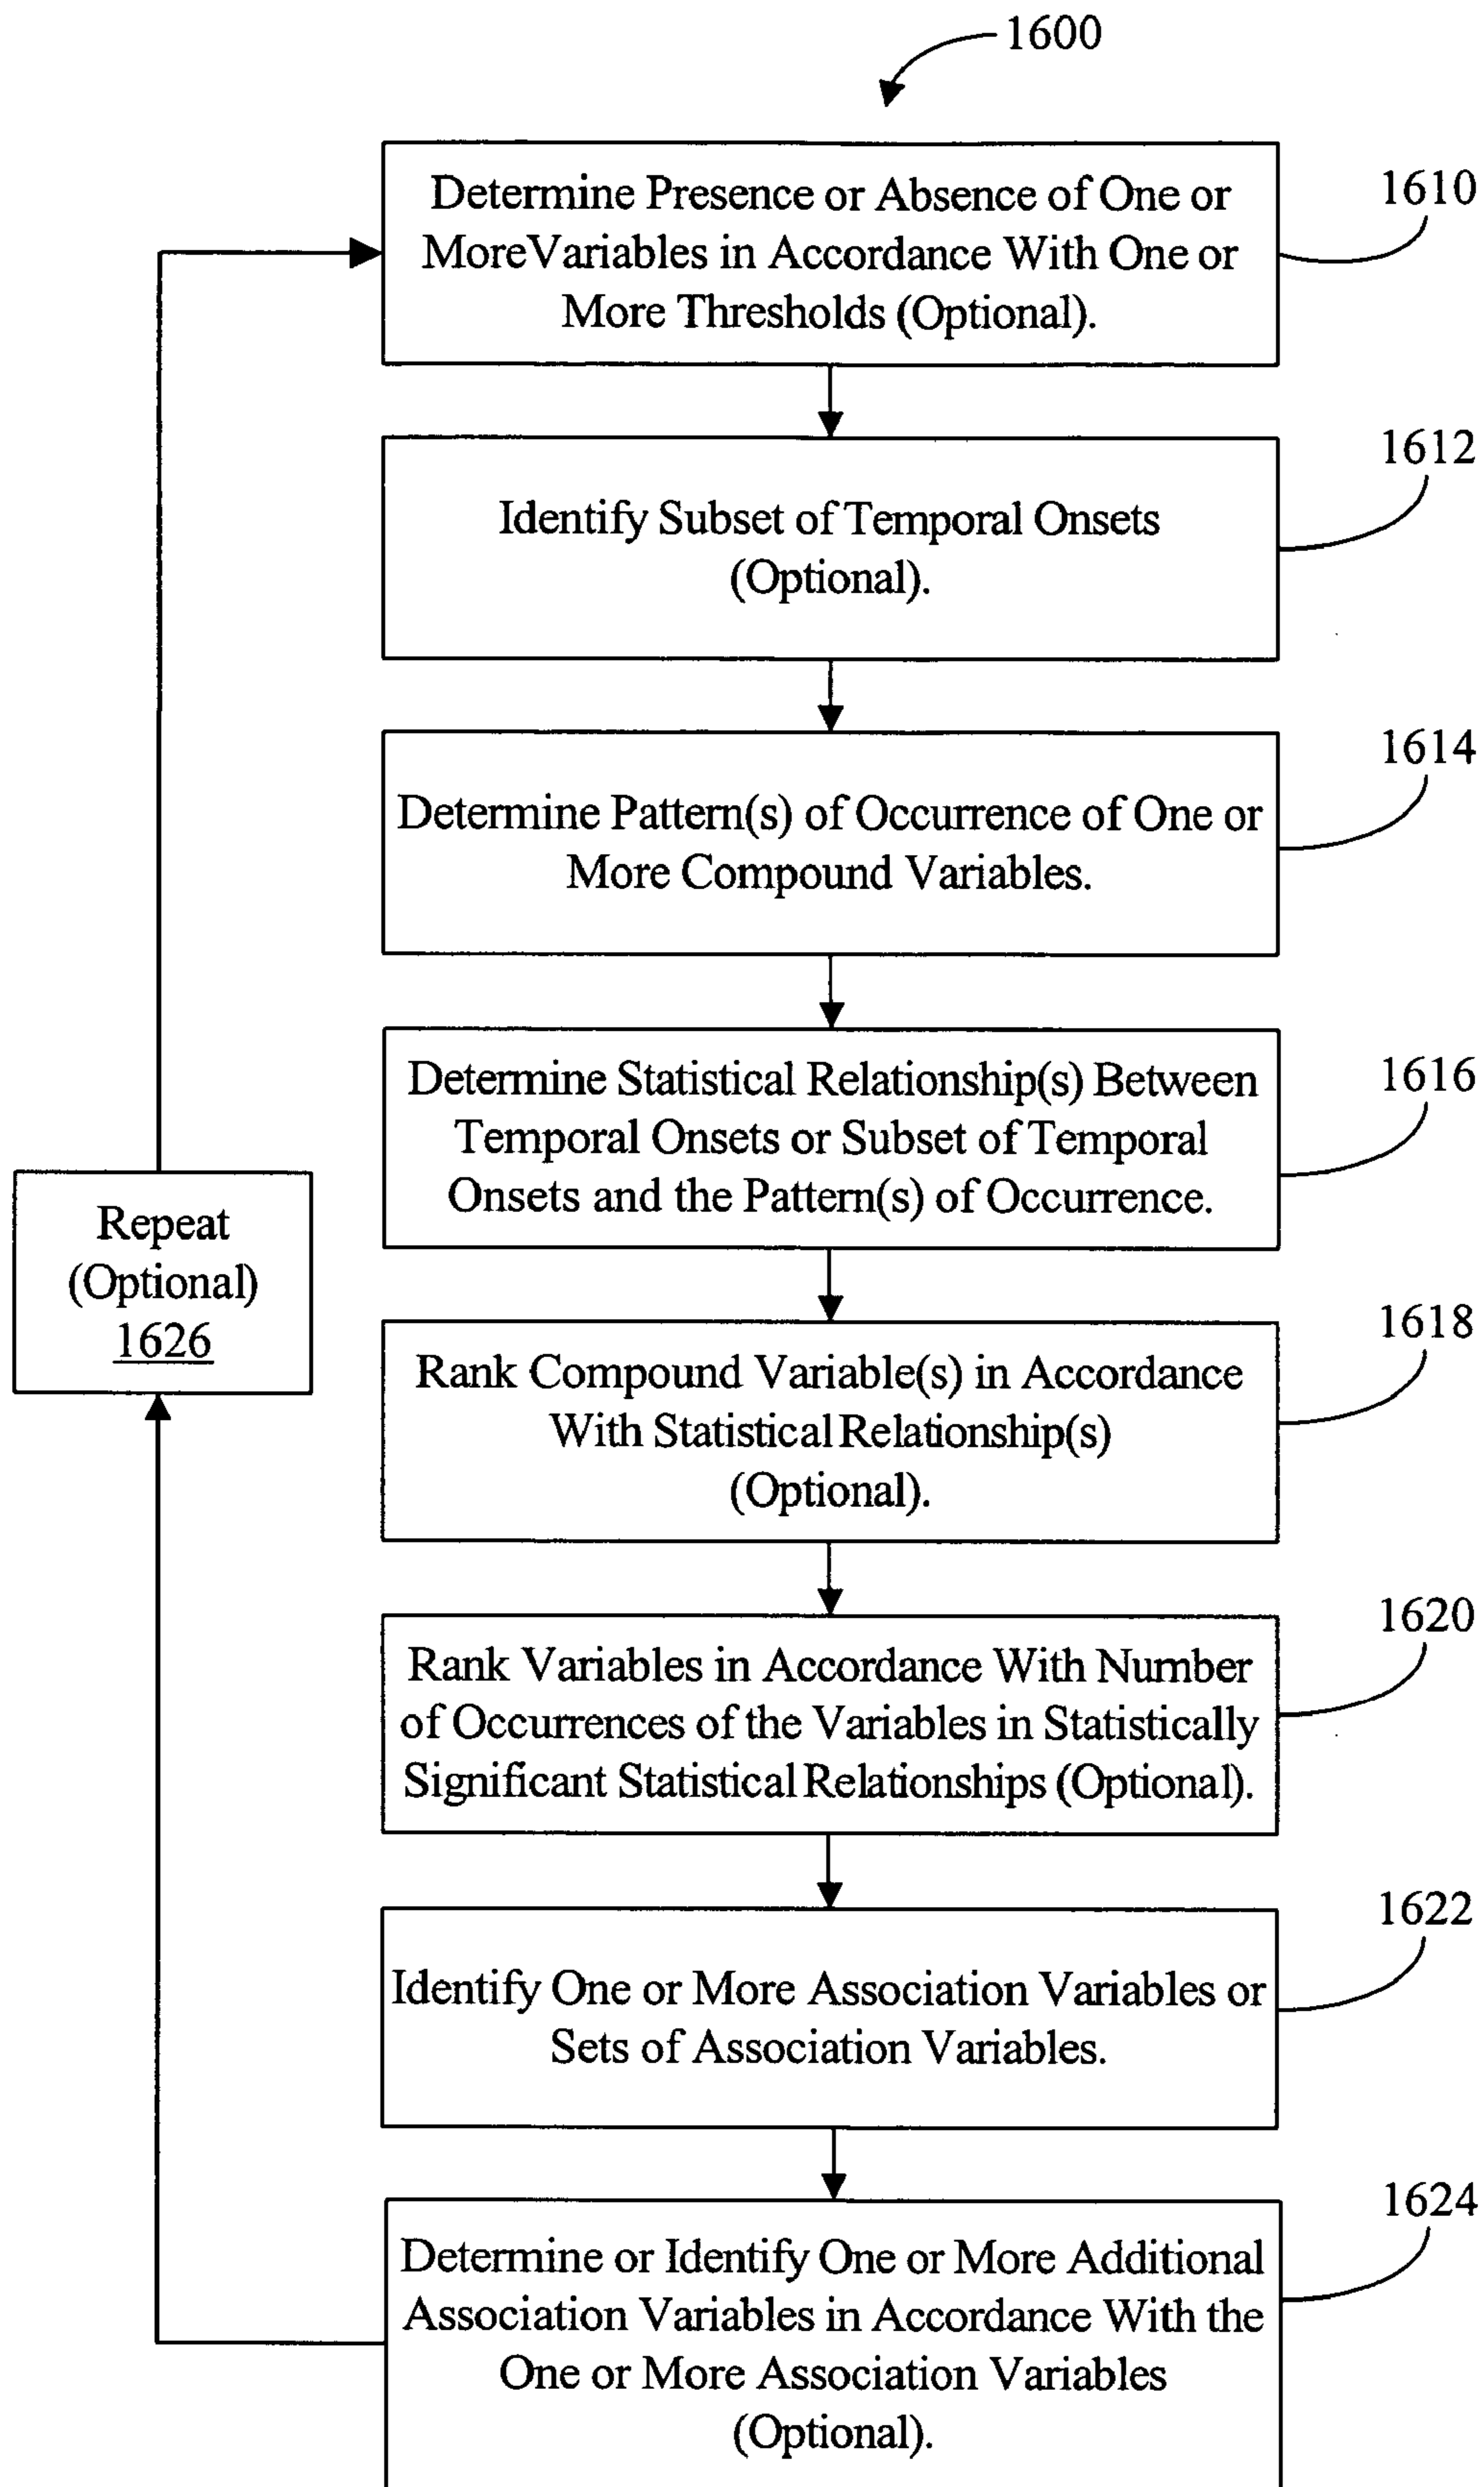 1600
Determine Presence or Absence of One or
MoreVariables in Accordance With One or
More Thresholds (Optional).
1610
Identify Subset of Temporal Onsets
(Optional).
1612
Determine Pattern(s) of Occurrence of One or
More Compound Variables.
1614
Determine Statistical Relationship(s) Between
Temporal Onsets or Subset of Temporal
Onsets and the Pattern(s) of Occurrence.
1616
Repeat
(Optional)
1626
Rank Compound Variable(s) in Accordance
With Statistical Relationship(s)
(Optional).
1618
Rank Variables in Accordance With Number
of Occurrences of the Variables in Statistically
Significant Statistical Relationships (Optional).
1620
Identify One or More Association Variables or
Sets of Association Variables.
1622
Determine or Identify One or More Additional
Association Variables in Accordance With the
One or More Association Variables
(Optional).
1624